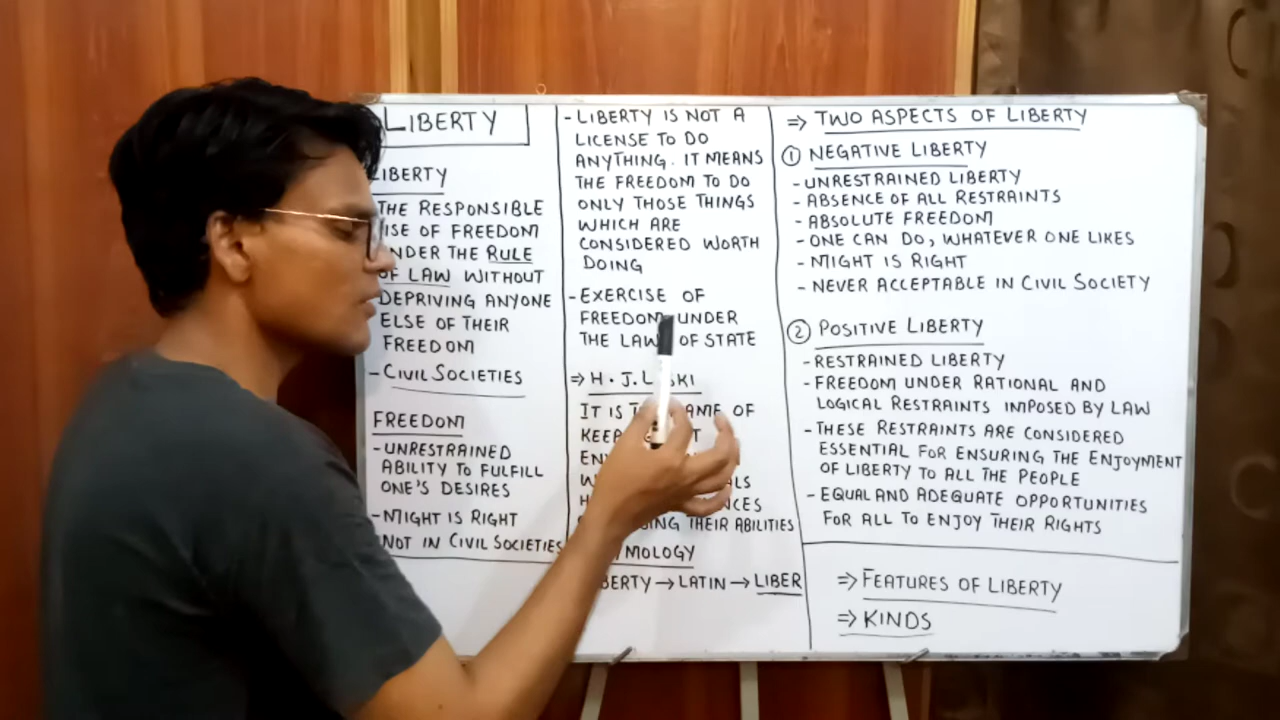 LIBERTY
LIBERTY
THE RESPONSIBLE
USE OF FREEDOM
UNDER THE RULE
OF LAW WITHOUT
DEPRIVING ANYONE
ELSE OF THEIR
FREEDOM
- CIVIL SOCIETIES
FREEDOM
- UNRESTRAINED
ABILITY TO FULFILL
ONE'S DESIRES
- MIGHT IS RIGHT
NOT IN CIVIL SOCIETIES
- LIBERTY IS NOT A
LICENSE TO DO
ANYTHING. IT MEANS
THE FREEDOM TO DO
ONLY THOSE THINGS
WHICH ARE
CONSIDERED WORTH
DOING
- EXERCISE OF
FREEDOM UNDER
THE LAW OF STATE
⇒ H. J. LASKI
IT IS
OF
THEIR ABILITIES
→ LATIN → LIBER
⇒ TWO ASPECTS OF LIBERTY
① NEGATIVE LIBERTY
- UNRESTRAINED LIBERTY
- ABSENCE OF ALL RESTRAINTS
- ABSOLUTE FREEDOM
- ONE CAN DO, WHATEVER ONE LIKES
- MIGHT IS RIGHT
- NEVER ACCEPTABLE IN CIVIL SOCIETY
② POSITIVE LIBERTY
- RESTRAINED LIBERTY
- FREEDOM UNDER RATIONAL AND
LOGICAL RESTRAINTS IMPOSED BY LAW
- THESE RESTRAINTS ARE CONSIDERED
ESSENTIAL FOR ENSURING THE ENJOYMENT
OF LIBERTY TO ALL THE PEOPLE
- EQUAL AND ADEQUATE OPPORTUNITIES
FOR ALL TO ENJOY THEIR RIGHTS
⇒ FEATURES OF LIBERTY
⇒ KINDS